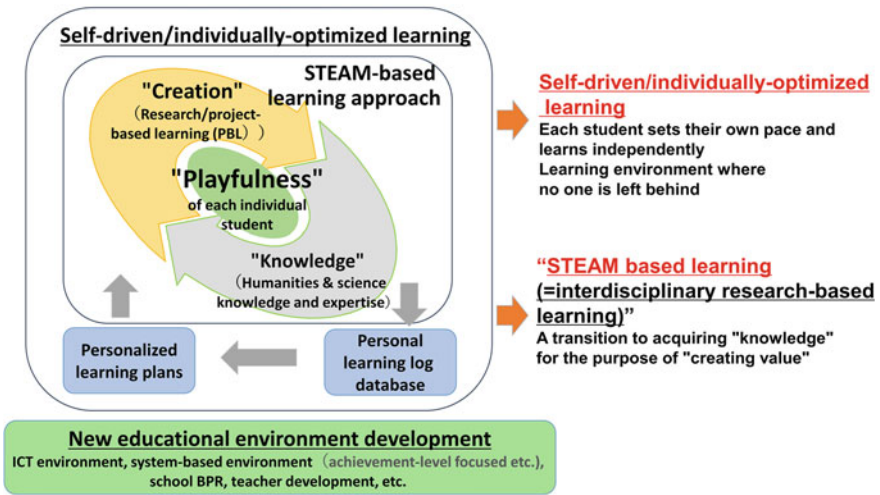 Self-driven/individually-optimized learning
STEAM-based
learning approach
"Creation"
(Research/project-
based learning (PBL））
"Playfulness"
of each individual
student
"Knowledge"
（Humanities & science
knowledge and expertise）
Personalized
learning plans
Personal
learning log
database
New educational environment development
ICT environment, system-based environment（achievement-level focused etc.),
school BPR, teacher development, etc.
Self-driven/individually-optimized
learning
Each student sets their own pace and
learns independently
Learning environment where
no one is left behind
“STEAM based learning
(=interdisciplinary research-based
learning)”
A transition to acquiring "knowledge"
for the purpose of "creating value"